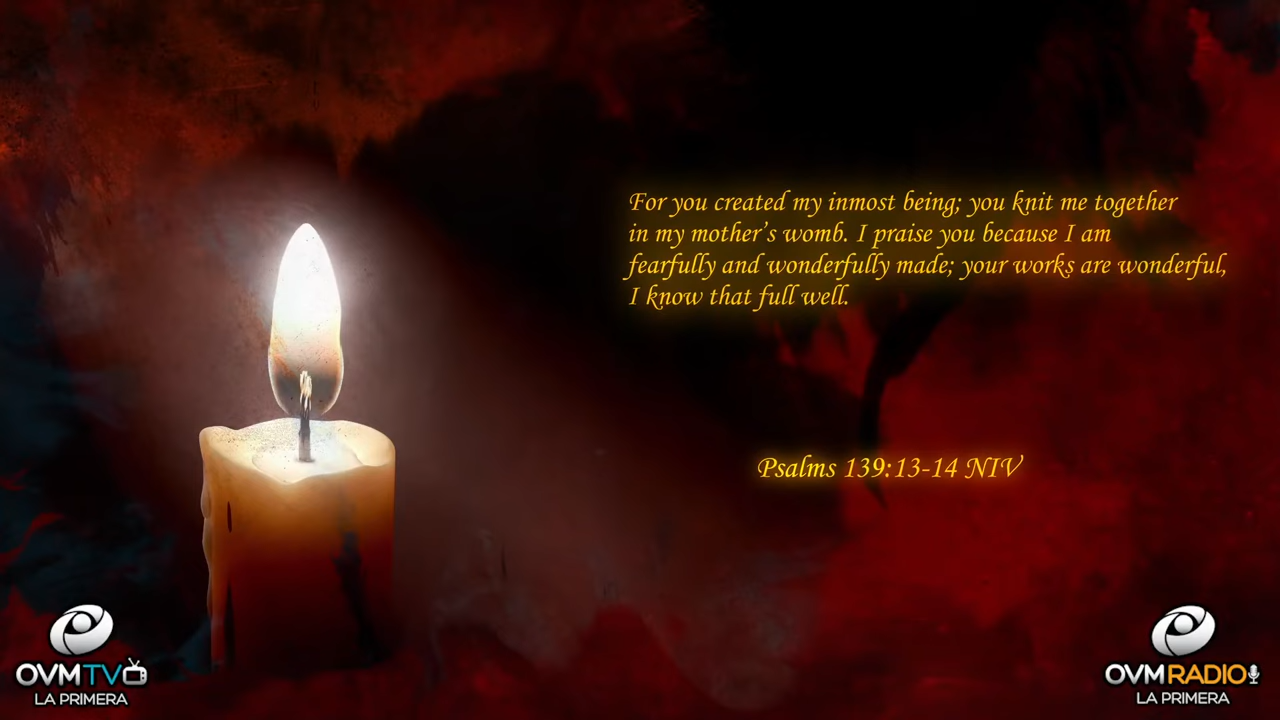 For you created my inmost being; you knit me together
in my mother’s womb. I praise you because I am
fearfully and wonderfully made; your works are wonderful,
I know that full well.
Psalms 139:13-14 NIV
OVMTV
LA PRIMERA
OVMRADIO
LA PRIMERA